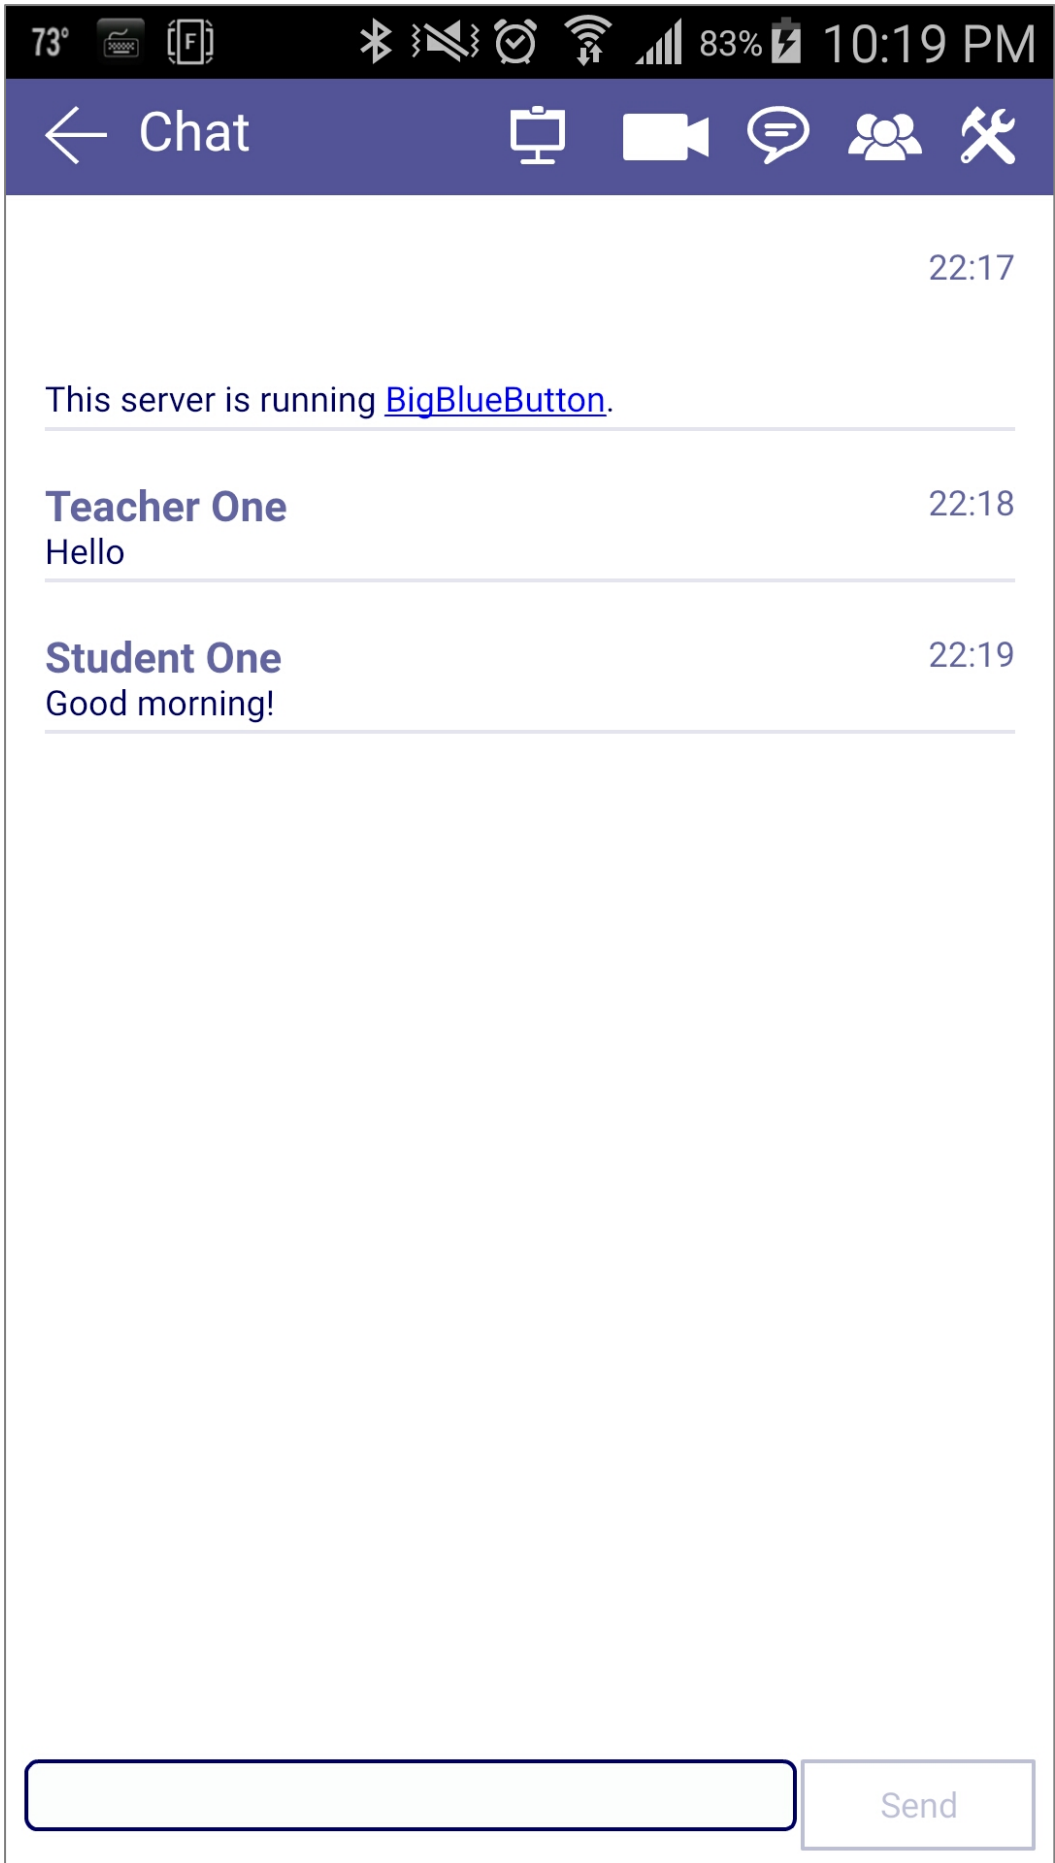 73° F 83% 10:19 PM
Chat
22:17
This server is running BigBlueButton.
Teacher One 22:18
Hello
Student One 22:19
Good morning!
Send